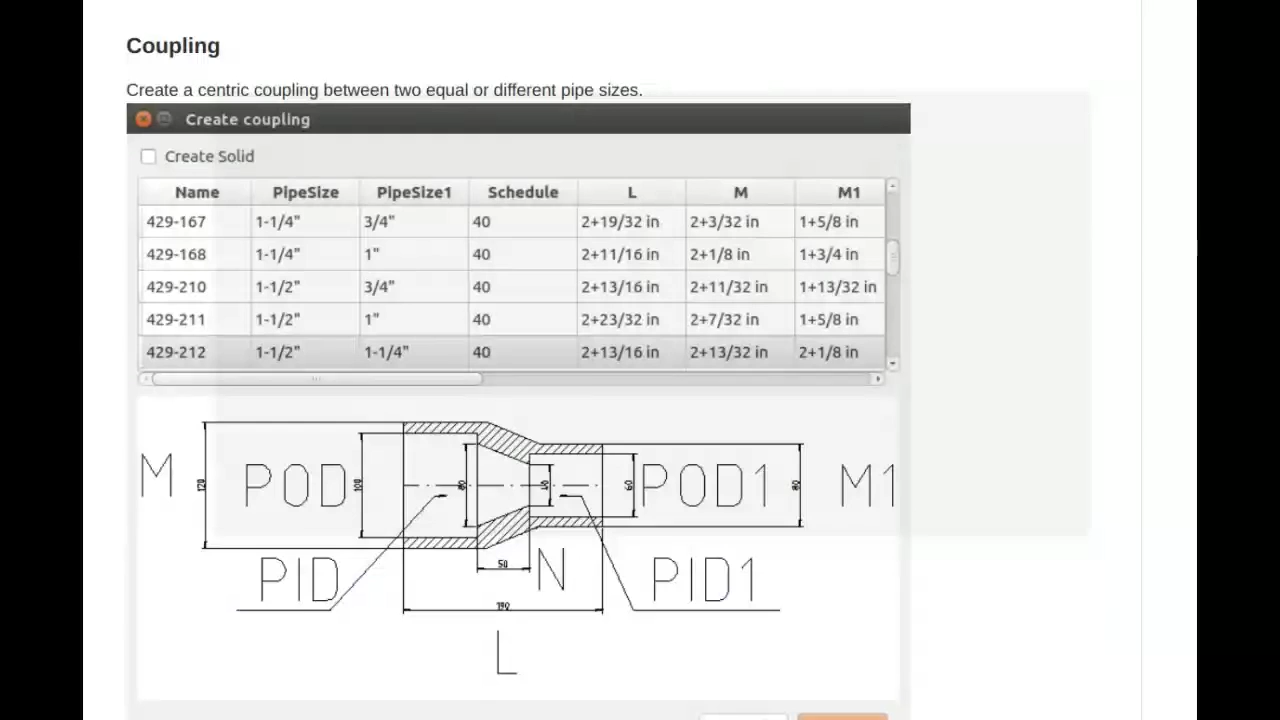 Coupling
Create a centric coupling between two equal or different pipe sizes.
Create coupling
Create Solid
Name PipeSize PipeSize1 Schedule L M M1
429-167 1-1/4" 3/4" 40 2+19/32 in 2+3/32 in 1+5/8 in
429-168 1-1/4" 1" 40 2+11/16 in 2+1/8 in 1+3/4 in
429-210 1-1/2" 3/4" 40 2+13/16 in 2+11/32 in 1+13/32 in
429-211 1-1/2" 1" 40 2+23/32 in 2+7/32 in 1+5/8 in
429-212 1-1/2" 1-1/4" 40 2+13/16 in 2+13/32 in 2+1/8 in
M 120 POD 100 80 40 60 POD1 80 M1
50 N
PID PID1
190
L